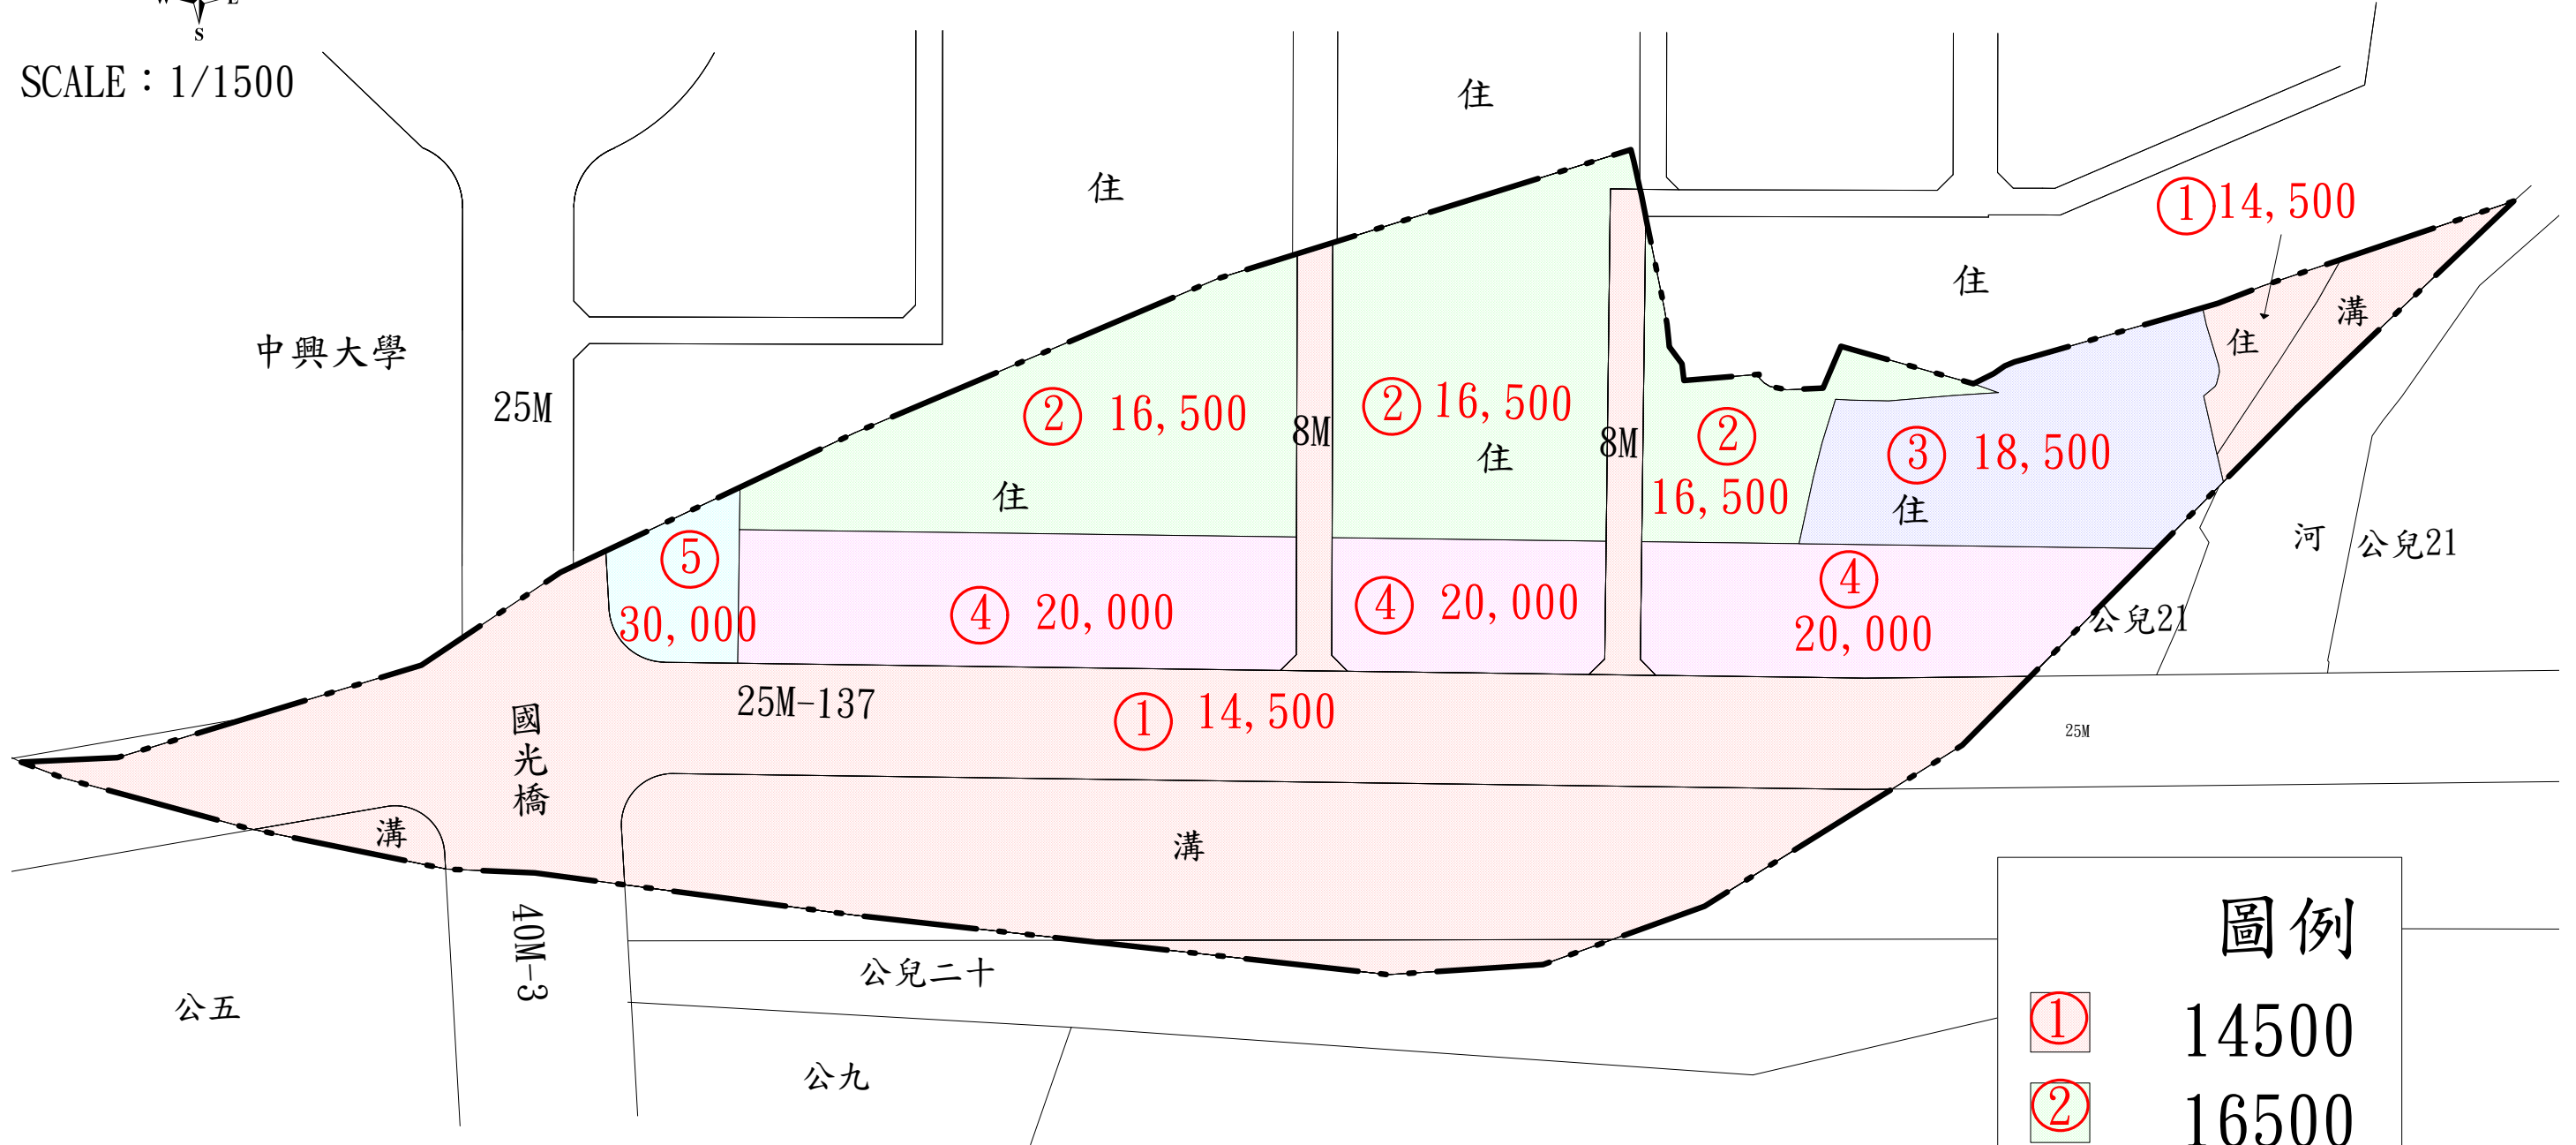 W E
S
SCALE：1/1500
住
住
①14,500
住
溝
住
中興大學
25M
② 16,500
② 16,500
8M
8M
②
16,500
③ 18,500
住
住
住
⑤
30,000
④ 20,000
④ 20,000
④
20,000
河
公兒21
公兒21
國光橋
25M-137
① 14,500
25M
溝
溝
40M-3
公兒二十
公五
公九
圖例
① 14500
② 16500